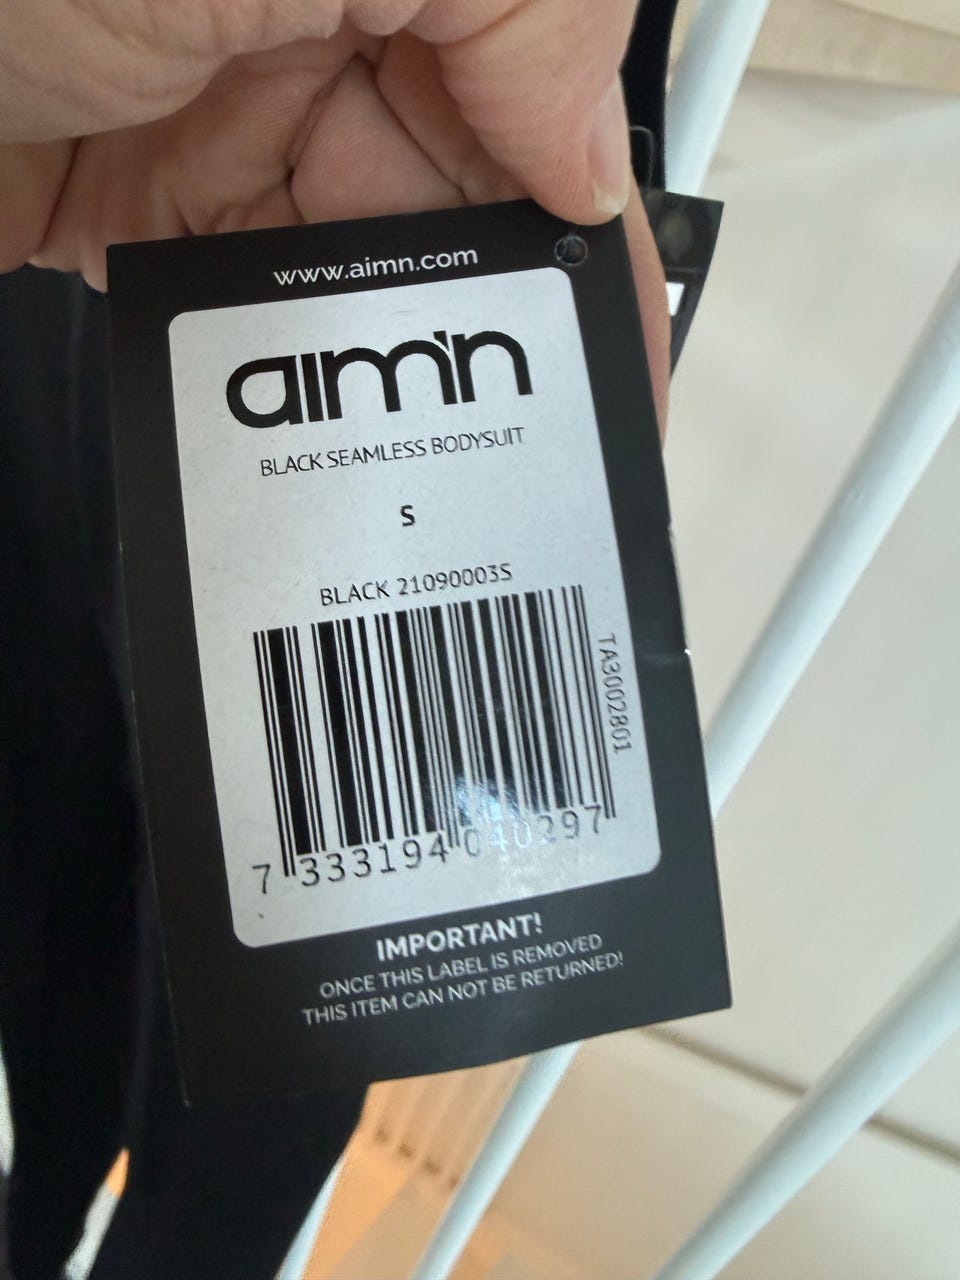 www.aimn.com
aim'n
BLACK SEAMLESS BODYSUIT
S
BLACK 21090003S
TA3002801
7 333194 040297
IMPORTANT!
ONCE THIS LABEL IS REMOVED
THIS ITEM CAN NOT BE RETURNED!